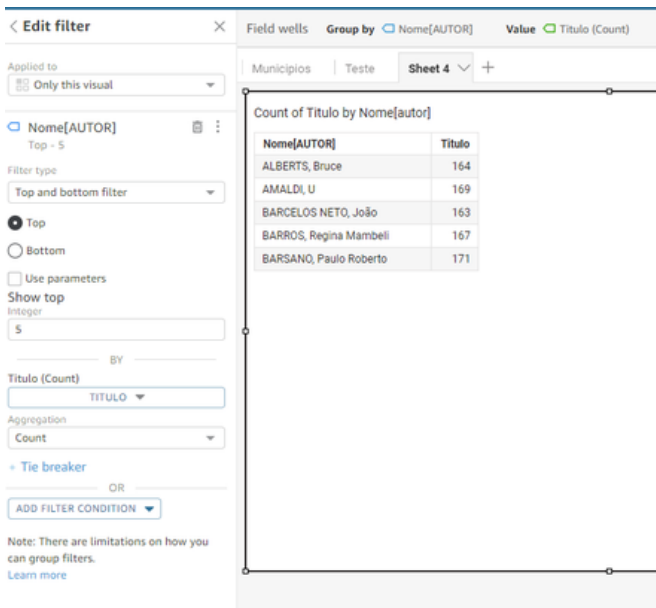 Edit filter
Applied to
Only this visual
Nome[AUTOR]
Top - 5
Filter type
Top and bottom filter
Top
Bottom
Use parameters
Show top
Integer
5
BY
Titulo (Count)
TITULO
Aggregation
Count
Tie breaker
OR
ADD FILTER CONDITION
Note: There are limitations on how you
can group filters.
Learn more
Field wells Group by Nome[AUTOR] Value Titulo (Count)
Municipios Teste Sheet 4 +
Count of Titulo by Nome[autor]
Nome[AUTOR] Titulo
ALBERTS, Bruce 164
AMALDI, U 169
BARCELOS NETO, João 163
BARROS, Regina Mambeli 167
BARSANO, Paulo Roberto 171